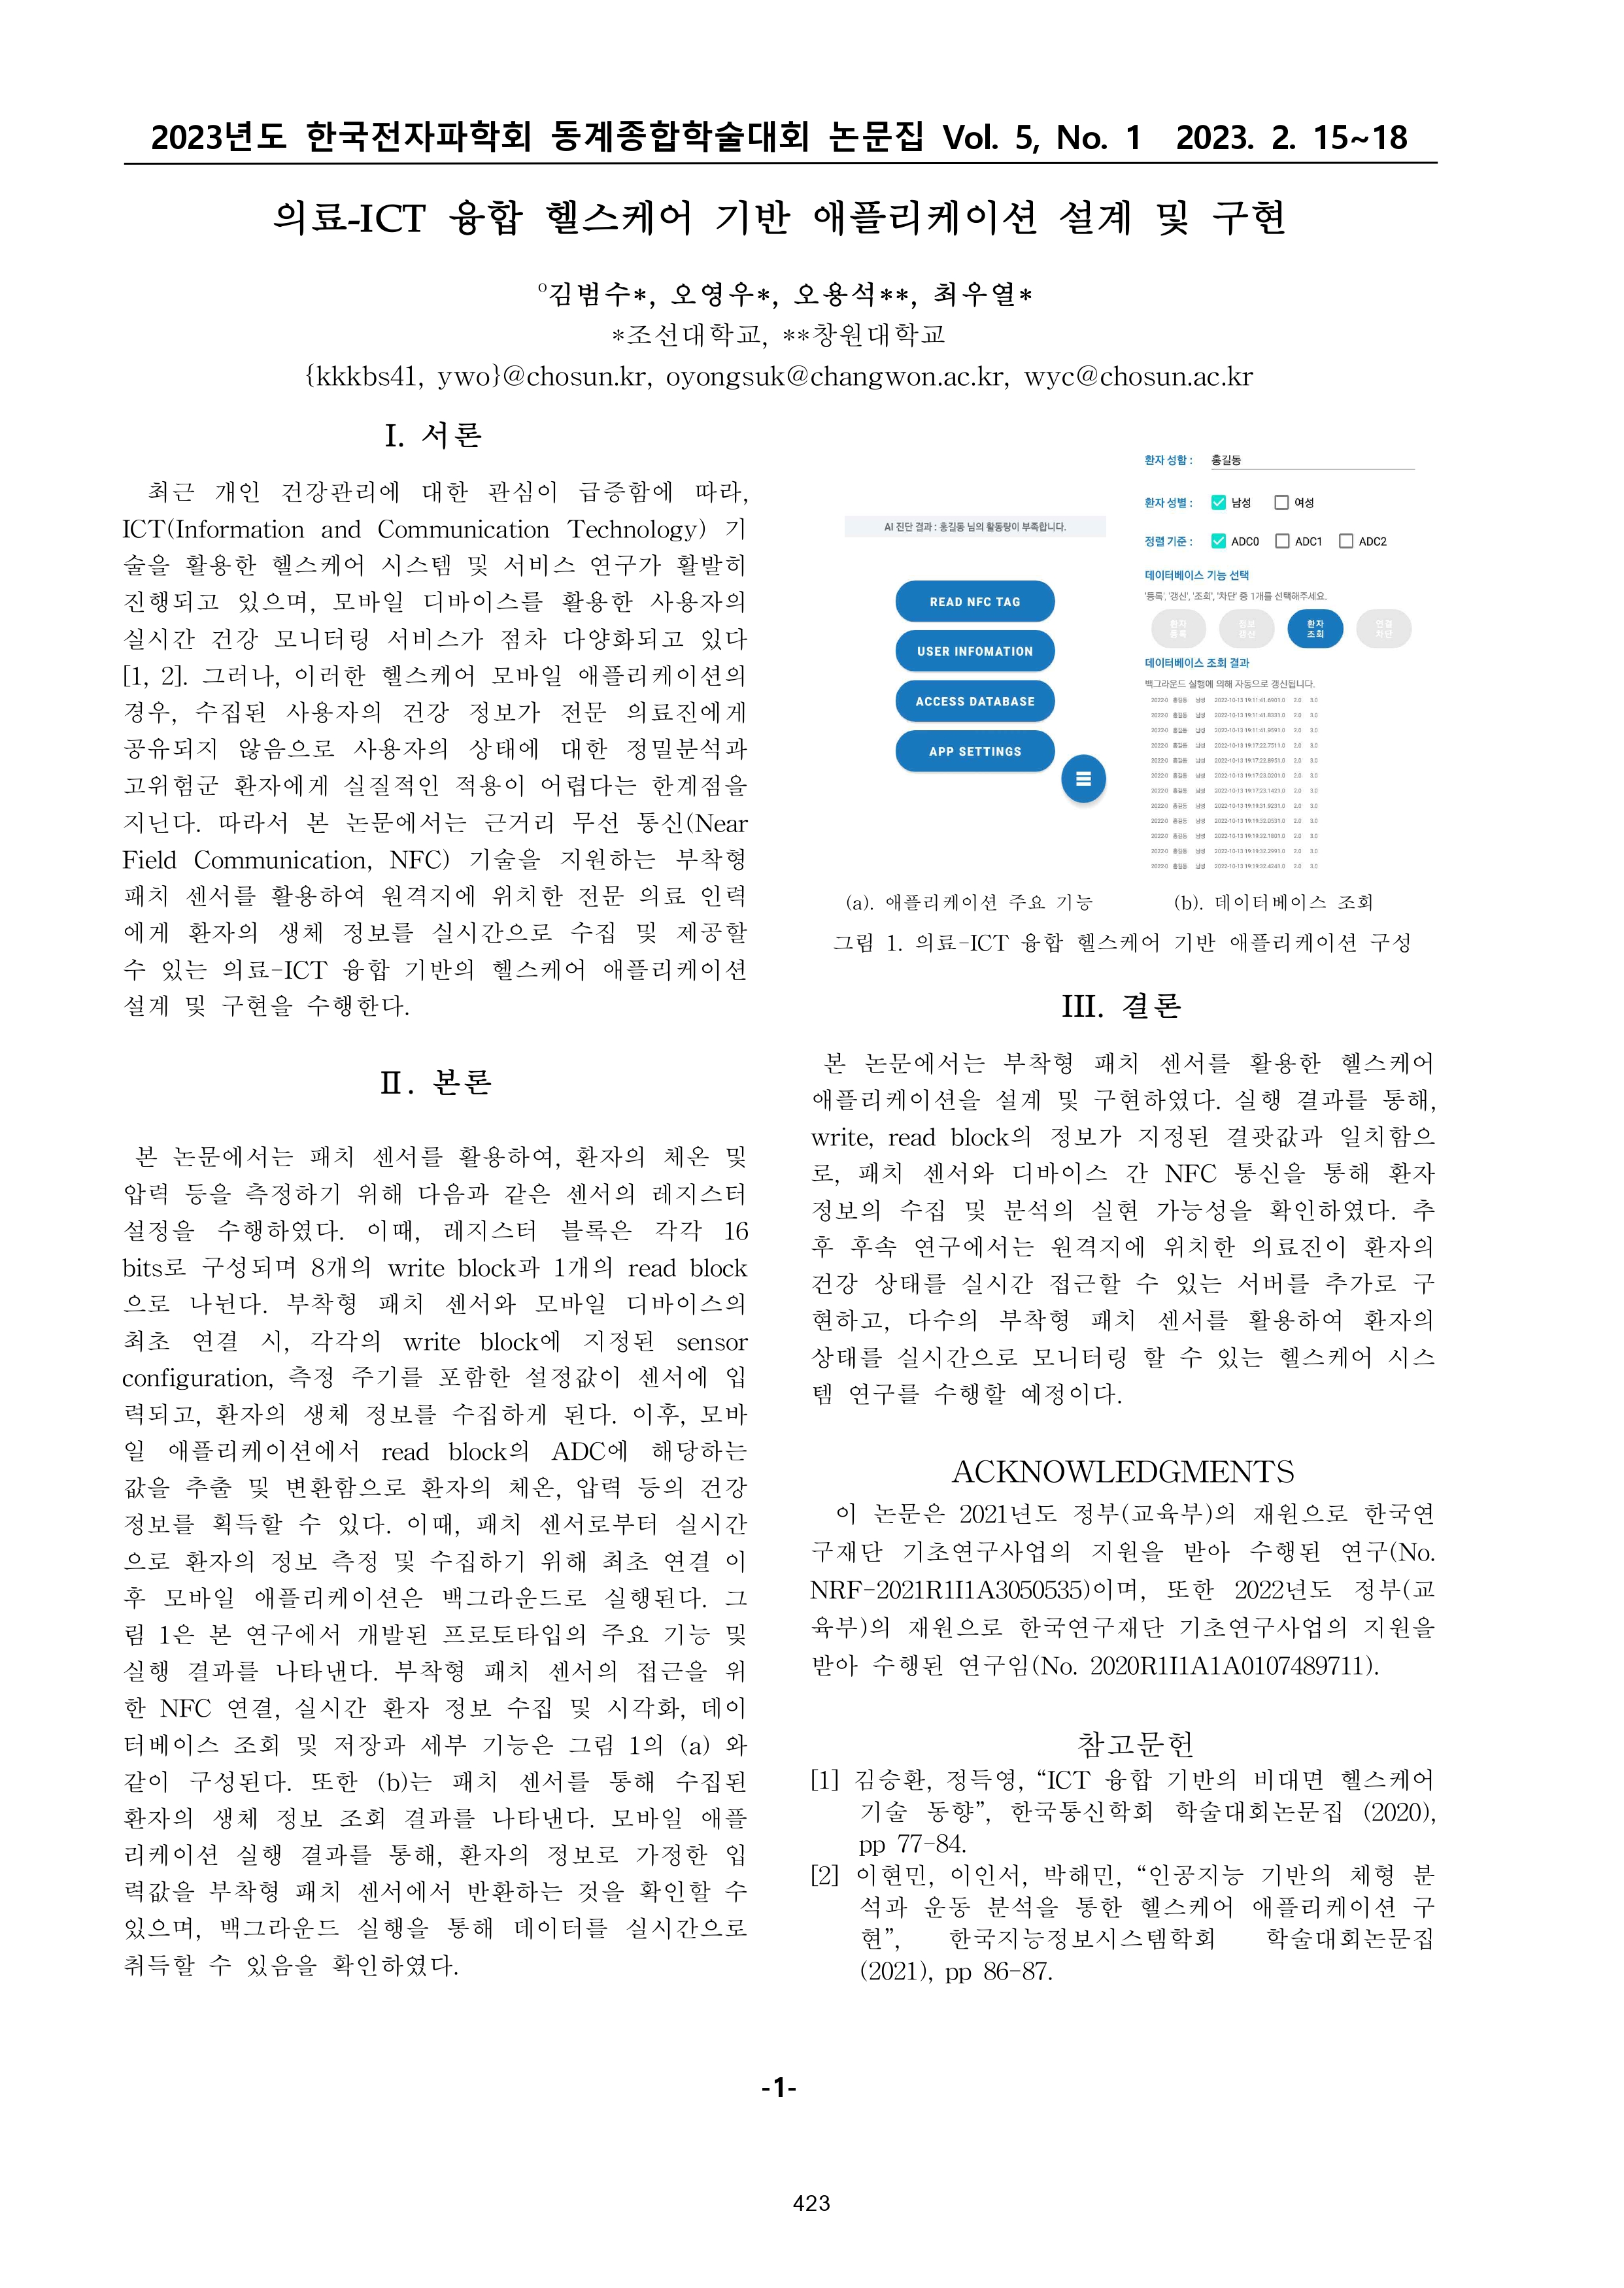 2023년도 한국전자파학회 동계종합학술대회 논문집 Vol. 5, No. 1 2023. 2. 15~18
의료-ICT 융합 헬스케어 기반 애플리케이션 설계 및 구현
º김범수*, 오영우*, 오용석**, 최우열*
*조선대학교, **창원대학교
{kkkbs41, ywo}@chosun.kr, oyongsuk@changwon.ac.kr, wyc@chosun.ac.kr
I. 서론
최근 개인 건강관리에 대한 관심이 급증함에 따라,
ICT(Information and Communication Technology) 기
술을 활용한 헬스케어 시스템 및 서비스 연구가 활발히
진행되고 있으며, 모바일 디바이스를 활용한 사용자의
실시간 건강 모니터링 서비스가 점차 다양화되고 있다
[1, 2]. 그러나, 이러한 헬스케어 모바일 애플리케이션의
경우, 수집된 사용자의 건강 정보가 전문 의료진에게
공유되지 않음으로 사용자의 상태에 대한 정밀분석과
고위험군 환자에게 실질적인 적용이 어렵다는 한계점을
지닌다. 따라서 본 논문에서는 근거리 무선 통신(Near
Field Communication, NFC) 기술을 지원하는 부착형
패치 센서를 활용하여 원격지에 위치한 전문 의료 인력
에게 환자의 생체 정보를 실시간으로 수집 및 제공할
수 있는 의료-ICT 융합 기반의 헬스케어 애플리케이션
설계 및 구현을 수행한다.
Ⅱ. 본론
본 논문에서는 패치 센서를 활용하여, 환자의 체온 및
압력 등을 측정하기 위해 다음과 같은 센서의 레지스터
설정을 수행하였다. 이때, 레지스터 블록은 각각 16
bits로 구성되며 8개의 write block과 1개의 read block
으로 나뉜다. 부착형 패치 센서와 모바일 디바이스의
최초 연결 시, 각각의 write block에 지정된 sensor
configuration, 측정 주기를 포함한 설정값이 센서에 입
력되고, 환자의 생체 정보를 수집하게 된다. 이후, 모바
일 애플리케이션에서 read block의 ADC에 해당하는
값을 추출 및 변환함으로 환자의 체온, 압력 등의 건강
정보를 획득할 수 있다. 이때, 패치 센서로부터 실시간
으로 환자의 정보 측정 및 수집하기 위해 최초 연결 이
후 모바일 애플리케이션은 백그라운드로 실행된다. 그
림 1은 본 연구에서 개발된 프로토타입의 주요 기능 및
실행 결과를 나타낸다. 부착형 패치 센서의 접근을 위
한 NFC 연결, 실시간 환자 정보 수집 및 시각화, 데이
터베이스 조회 및 저장과 세부 기능은 그림 1의 (a) 와
같이 구성된다. 또한 (b)는 패치 센서를 통해 수집된
환자의 생체 정보 조회 결과를 나타낸다. 모바일 애플
리케이션 실행 결과를 통해, 환자의 정보로 가정한 입
력값을 부착형 패치 센서에서 반환하는 것을 확인할 수
있으며, 백그라운드 실행을 통해 데이터를 실시간으로
취득할 수 있음을 확인하였다.
AI 진단 결과 : 홍길동 님의 활동량이 부족합니다.
READ NFC TAG
USER INFOMATION
ACCESS DATABASE
APP SETTINGS
환자 성함 : 홍길동
환자 성별 : 남성 여성
정렬 기준 : ADC0 ADC1 ADC2
데이터베이스 기능 선택
'등록', '갱신', '조회', '차단' 중 1개를 선택해주세요.
환자 등록 정보 갱신 환자 조회 연결 차단
데이터베이스 조회 결과
백그라운드 실행에 의해 자동으로 갱신됩니다.
(a). 애플리케이션 주요 기능 (b). 데이터베이스 조회
그림 1. 의료-ICT 융합 헬스케어 기반 애플리케이션 구성
III. 결론
본 논문에서는 부착형 패치 센서를 활용한 헬스케어
애플리케이션을 설계 및 구현하였다. 실행 결과를 통해,
write, read block의 정보가 지정된 결괏값과 일치함으
로, 패치 센서와 디바이스 간 NFC 통신을 통해 환자
정보의 수집 및 분석의 실현 가능성을 확인하였다. 추
후 후속 연구에서는 원격지에 위치한 의료진이 환자의
건강 상태를 실시간 접근할 수 있는 서버를 추가로 구
현하고, 다수의 부착형 패치 센서를 활용하여 환자의
상태를 실시간으로 모니터링 할 수 있는 헬스케어 시스
템 연구를 수행할 예정이다.
ACKNOWLEDGMENTS
이 논문은 2021년도 정부(교육부)의 재원으로 한국연
구재단 기초연구사업의 지원을 받아 수행된 연구(No.
NRF-2021R1I1A3050535)이며, 또한 2022년도 정부(교
육부)의 재원으로 한국연구재단 기초연구사업의 지원을
받아 수행된 연구임(No. 2020R1I1A1A0107489711).
참고문헌
[1] 김승환, 정득영, “ICT 융합 기반의 비대면 헬스케어
기술 동향”, 한국통신학회 학술대회논문집 (2020),
pp 77-84.
[2] 이현민, 이인서, 박해민, “인공지능 기반의 체형 분
석과 운동 분석을 통한 헬스케어 애플리케이션 구
현”, 한국지능정보시스템학회 학술대회논문집
(2021), pp 86-87.
-1-
423